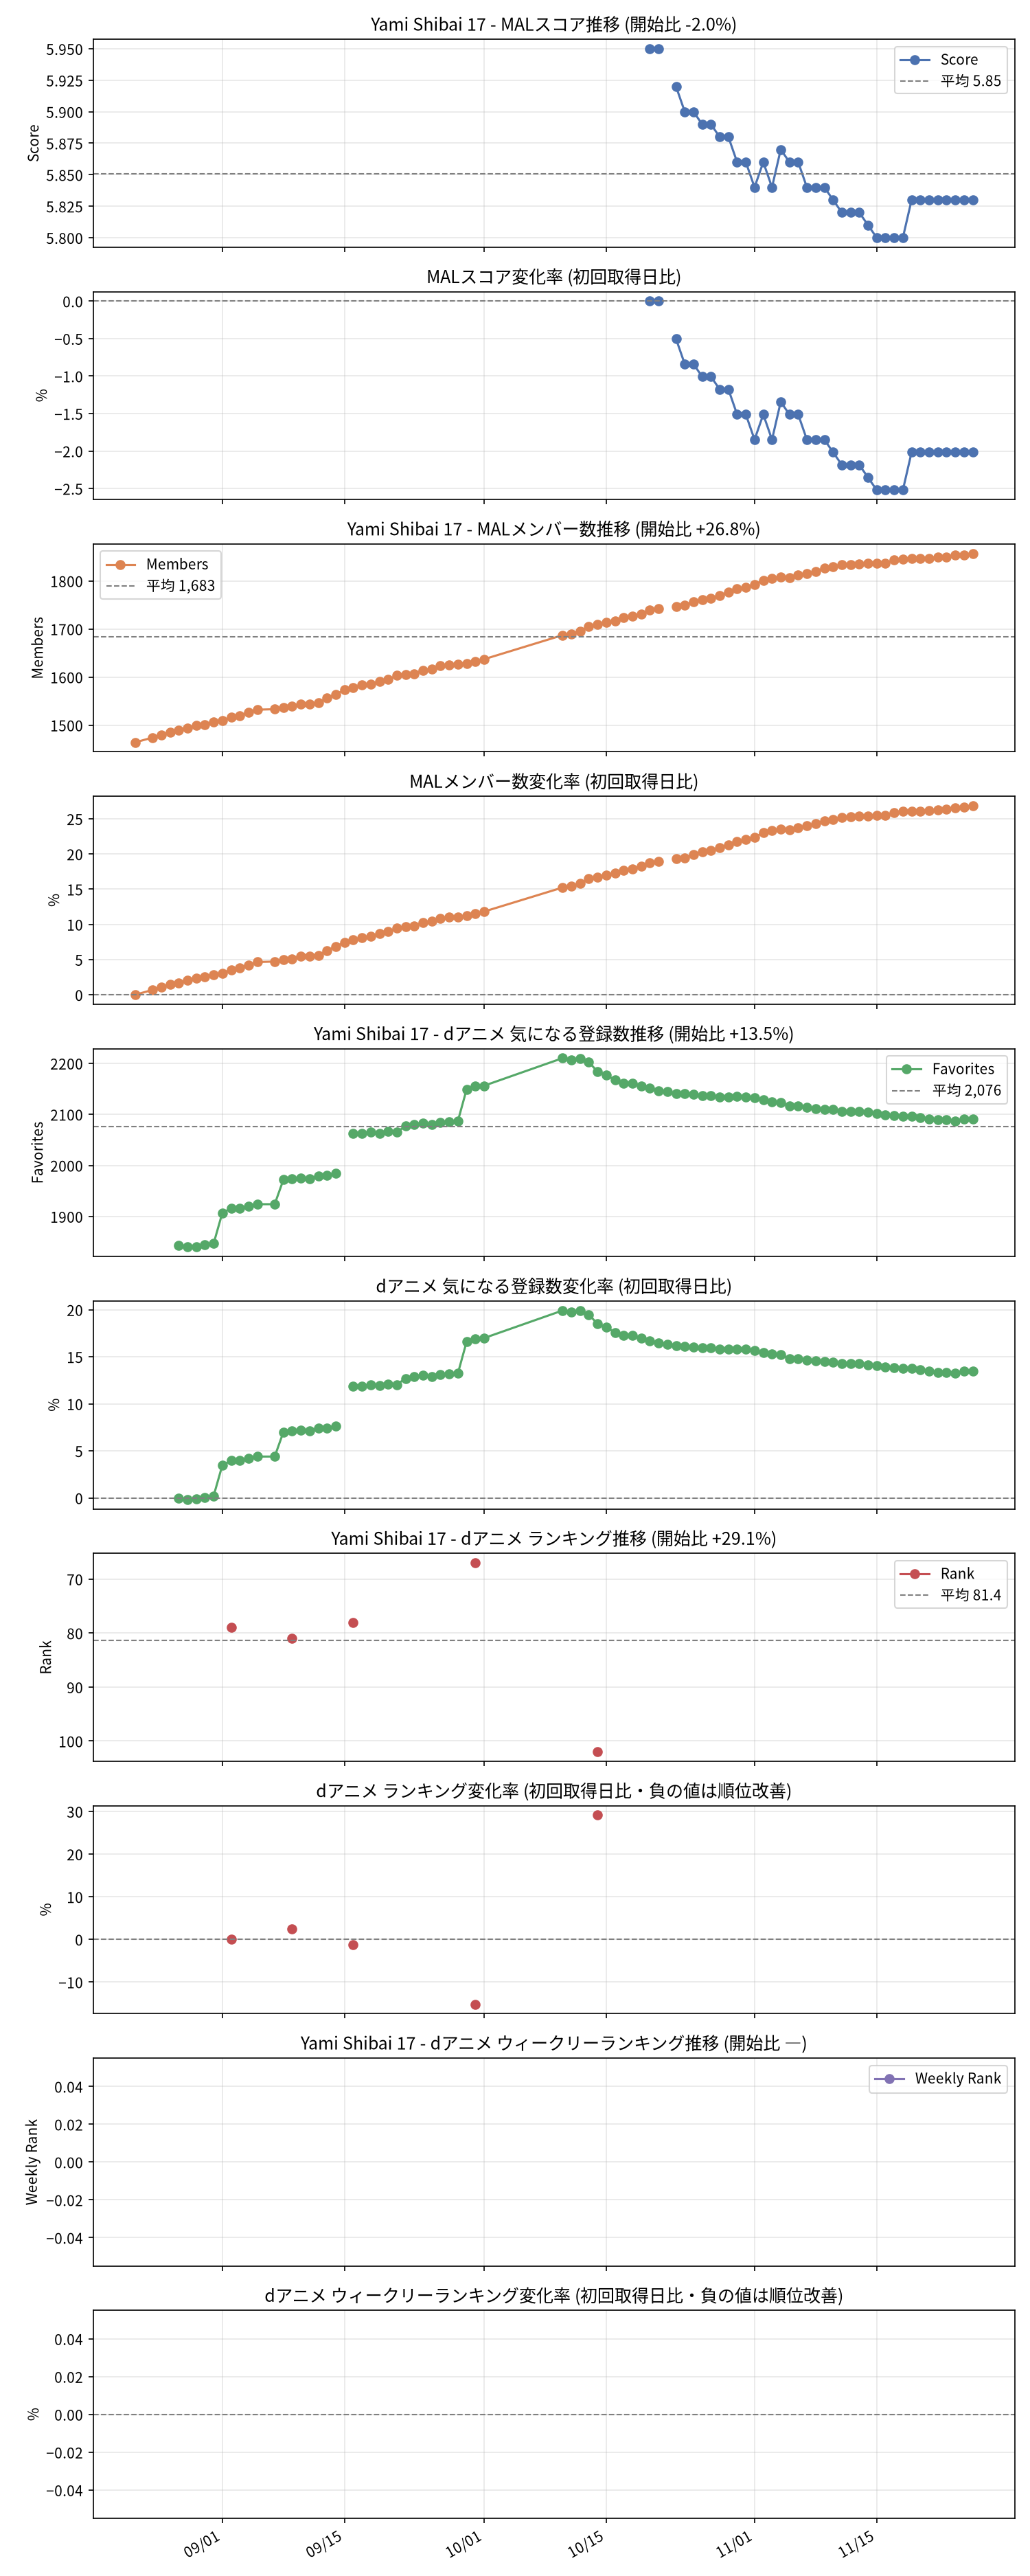 Yami Shibai 17 - MALスコア推移 (開始比 -2.0%)
5.950
5.925
5.900
5.875
5.850
5.825
5.800
Score
Score
平均 5.85
MALスコア変化率 (初回取得日比)
0.0
−0.5
−1.0
−1.5
−2.0
−2.5
%
Yami Shibai 17 - MALメンバー数推移 (開始比 +26.8%)
1800
1700
1600
1500
Members
Members
平均 1,683
MALメンバー数変化率 (初回取得日比)
25
20
15
10
5
0
%
Yami Shibai 17 - dアニメ 気になる登録数推移 (開始比 +13.5%)
2200
2100
2000
1900
Favorites
Favorites
平均 2,076
dアニメ 気になる登録数変化率 (初回取得日比)
20
15
10
5
0
%
Yami Shibai 17 - dアニメ ランキング推移 (開始比 +29.1%)
70
80
90
100
Rank
Rank
平均 81.4
dアニメ ランキング変化率 (初回取得日比・負の値は順位改善)
30
20
10
0
−10
%
Yami Shibai 17 - dアニメ ウィークリーランキング推移 (開始比 —)
0.04
0.02
0.00
−0.02
−0.04
Weekly Rank
Weekly Rank
dアニメ ウィークリーランキング変化率 (初回取得日比・負の値は順位改善)
0.04
0.02
0.00
−0.02
−0.04
%
09/01
09/15
10/01
10/15
11/01
11/15